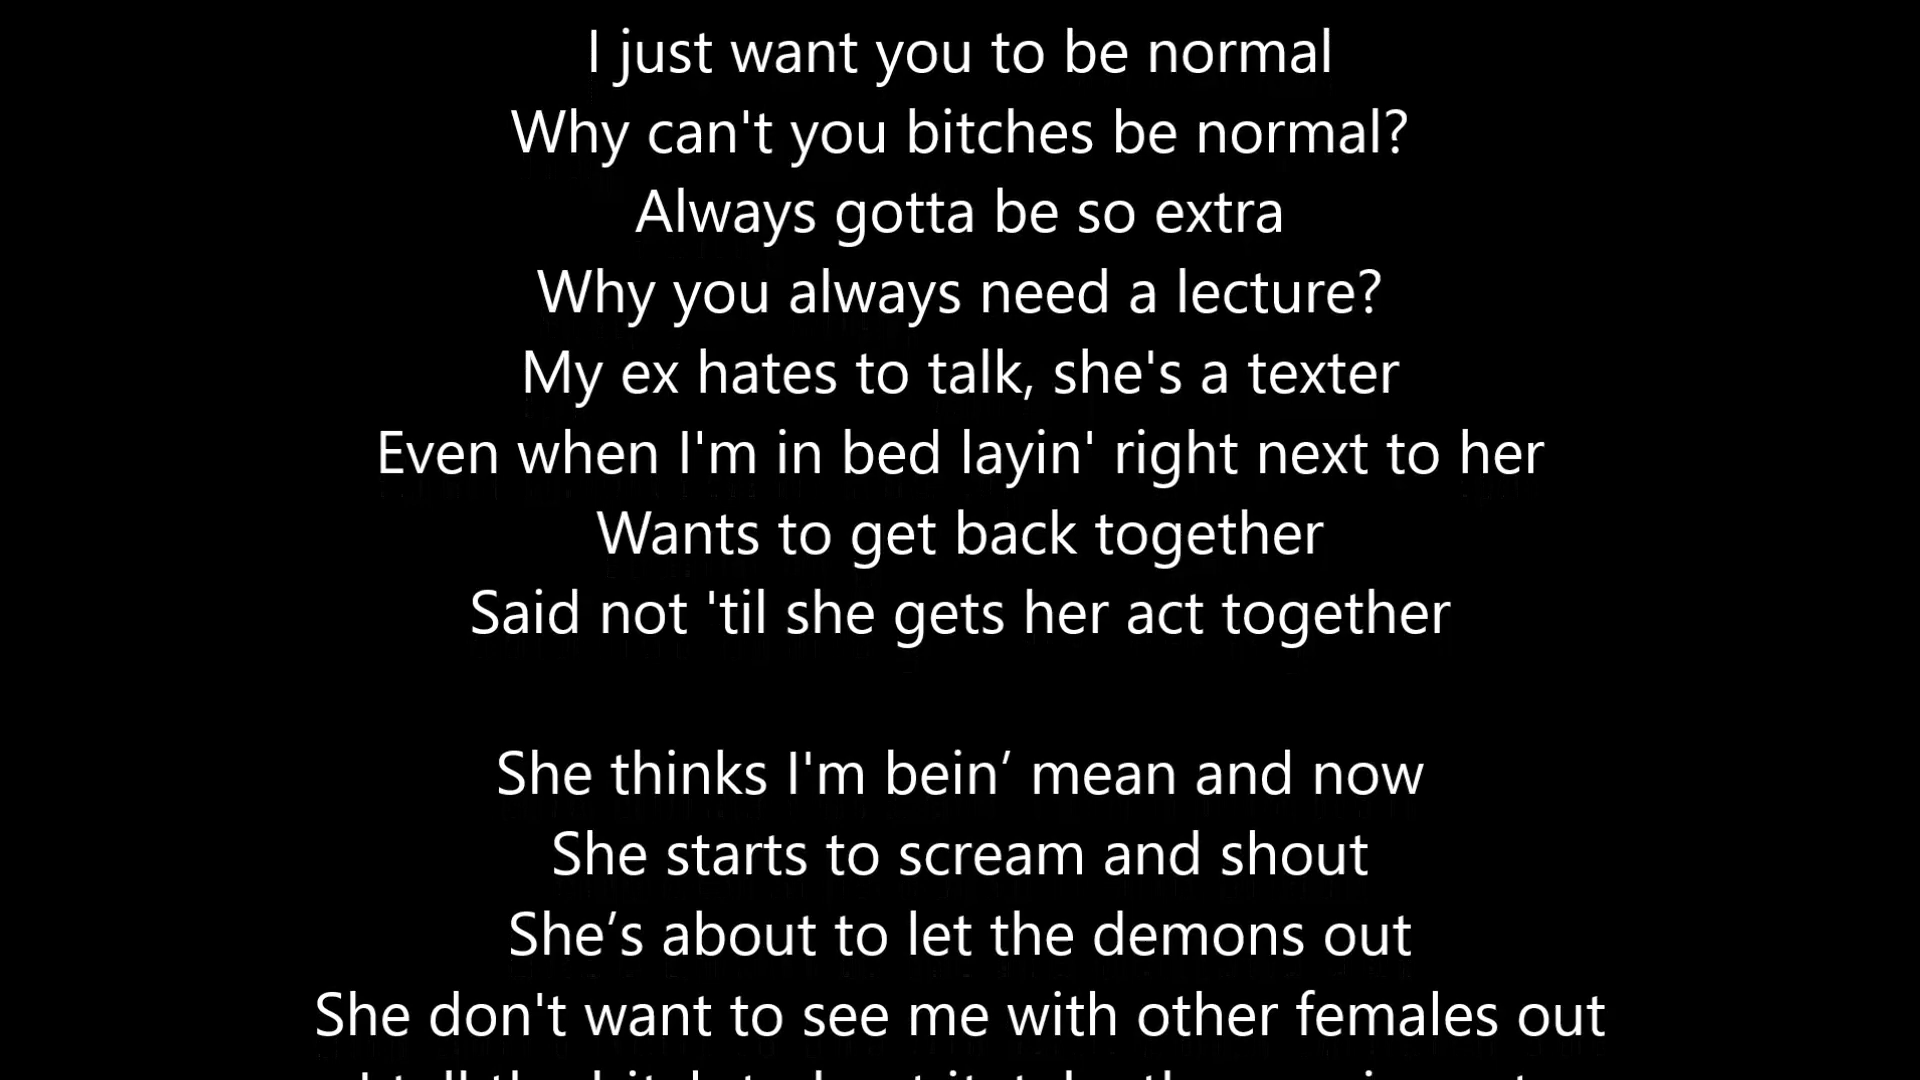 I just want you to be normal
Why can't you bitches be normal?
Always gotta be so extra
Why you always need a lecture?
My ex hates to talk, she's a texter
Even when I'm in bed layin' right next to her
Wants to get back together
Said not 'til she gets her act together
She thinks I'm bein’ mean and now
She starts to scream and shout
She’s about to let the demons out
She don't want to see me with other females out